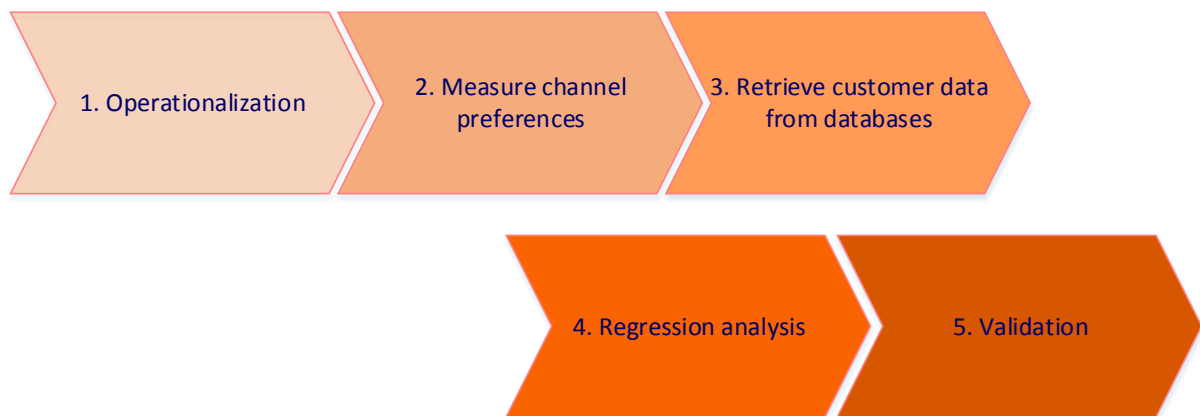 1. Operationalization
2. Measure channel
preferences
3. Retrieve customer data
from databases
4. Regression analysis
5. Validation